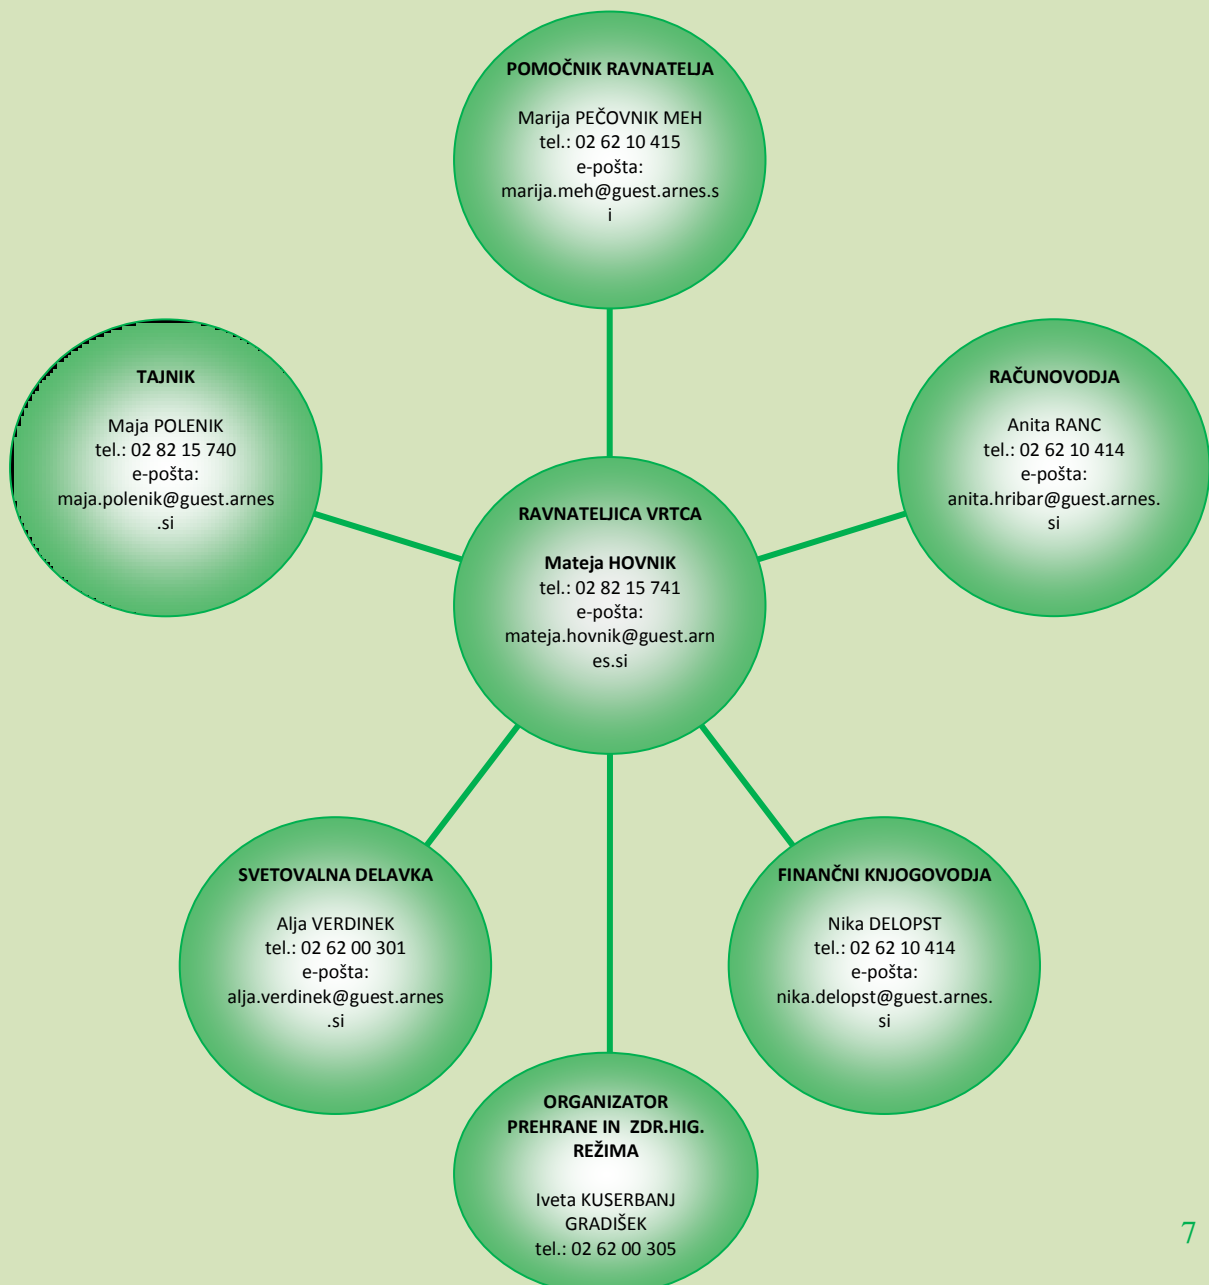 POMOČNIK RAVNATELJA
Marija PEČOVNIK MEH
tel.: 02 62 10 415
e-pošta:
marija.meh@guest.arnes.s
i
TAJNIK
Maja POLENIK
tel.: 02 82 15 740
e-pošta:
maja.polenik@guest.arnes
.si
RAČUNOVODJA
Anita RANC
tel.: 02 62 10 414
e-pošta:
anita.hribar@guest.arnes.
si
RAVNATELJICA VRTCA
Mateja HOVNIK
tel.: 02 82 15 741
e-pošta:
mateja.hovnik@guest.arn
es.si
SVETOVALNA DELAVKA
Alja VERDINEK
tel.: 02 62 00 301
e-pošta:
alja.verdinek@guest.arnes
.si
FINANČNI KNJOGOVODJA
Nika DELOPST
tel.: 02 62 10 414
e-pošta:
nika.delopst@guest.arnes.
si
ORGANIZATOR
PREHRANE IN  ZDR.HIG.
REŽIMA
Iveta KUSERBANJ
GRADIŠEK
tel.: 02 62 00 305
7